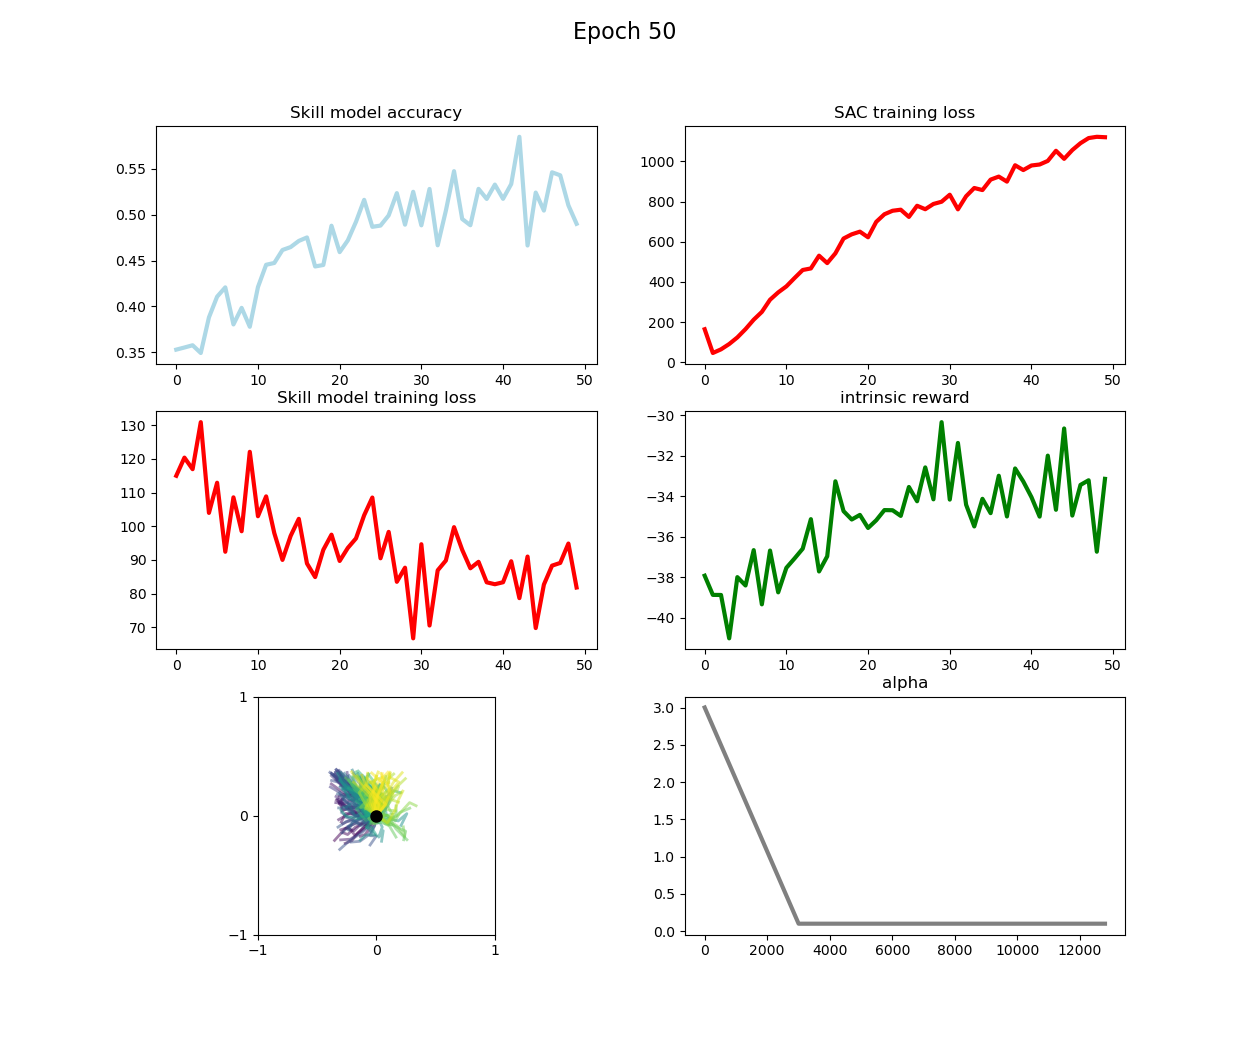 Epoch 50
Skill model accuracy
0.55
0.50
0.45
0.40
0.35
0 10 20 30 40 50
SAC training loss
1000
800
600
400
200
0
0 10 20 30 40 50
Skill model training loss
130
120
110
100
90
80
70
0 10 20 30 40 50
intrinsic reward
−30
−32
−34
−36
−38
−40
0 10 20 30 40 50
1
0
−1
−1 0 1
alpha
3.0
2.5
2.0
1.5
1.0
0.5
0.0
0 2000 4000 6000 8000 10000 12000